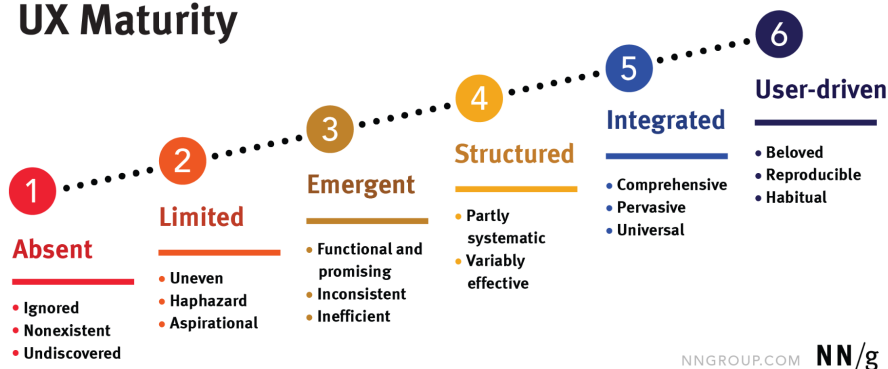 UX Maturity
1
Absent
• Ignored
• Nonexistent
• Undiscovered
2
Limited
• Uneven
• Haphazard
• Aspirational
3
Emergent
• Functional and
promising
• Inconsistent
• Inefficient
4
Structured
• Partly
systematic
• Variably
effective
5
Integrated
• Comprehensive
• Pervasive
• Universal
6
User-driven
• Beloved
• Reproducible
• Habitual
NNGROUP.COM NN/g